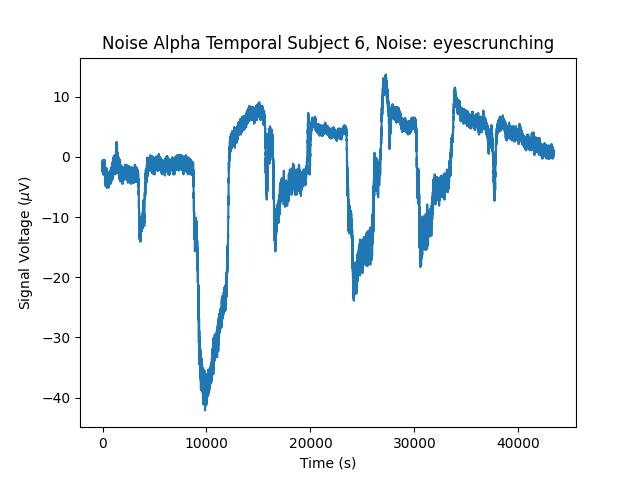 Noise Alpha Temporal Subject 6, Noise: eyescrunching
Signal Voltage (μV)
10
0
−10
−20
−30
−40
0 10000 20000 30000 40000
Time (s)